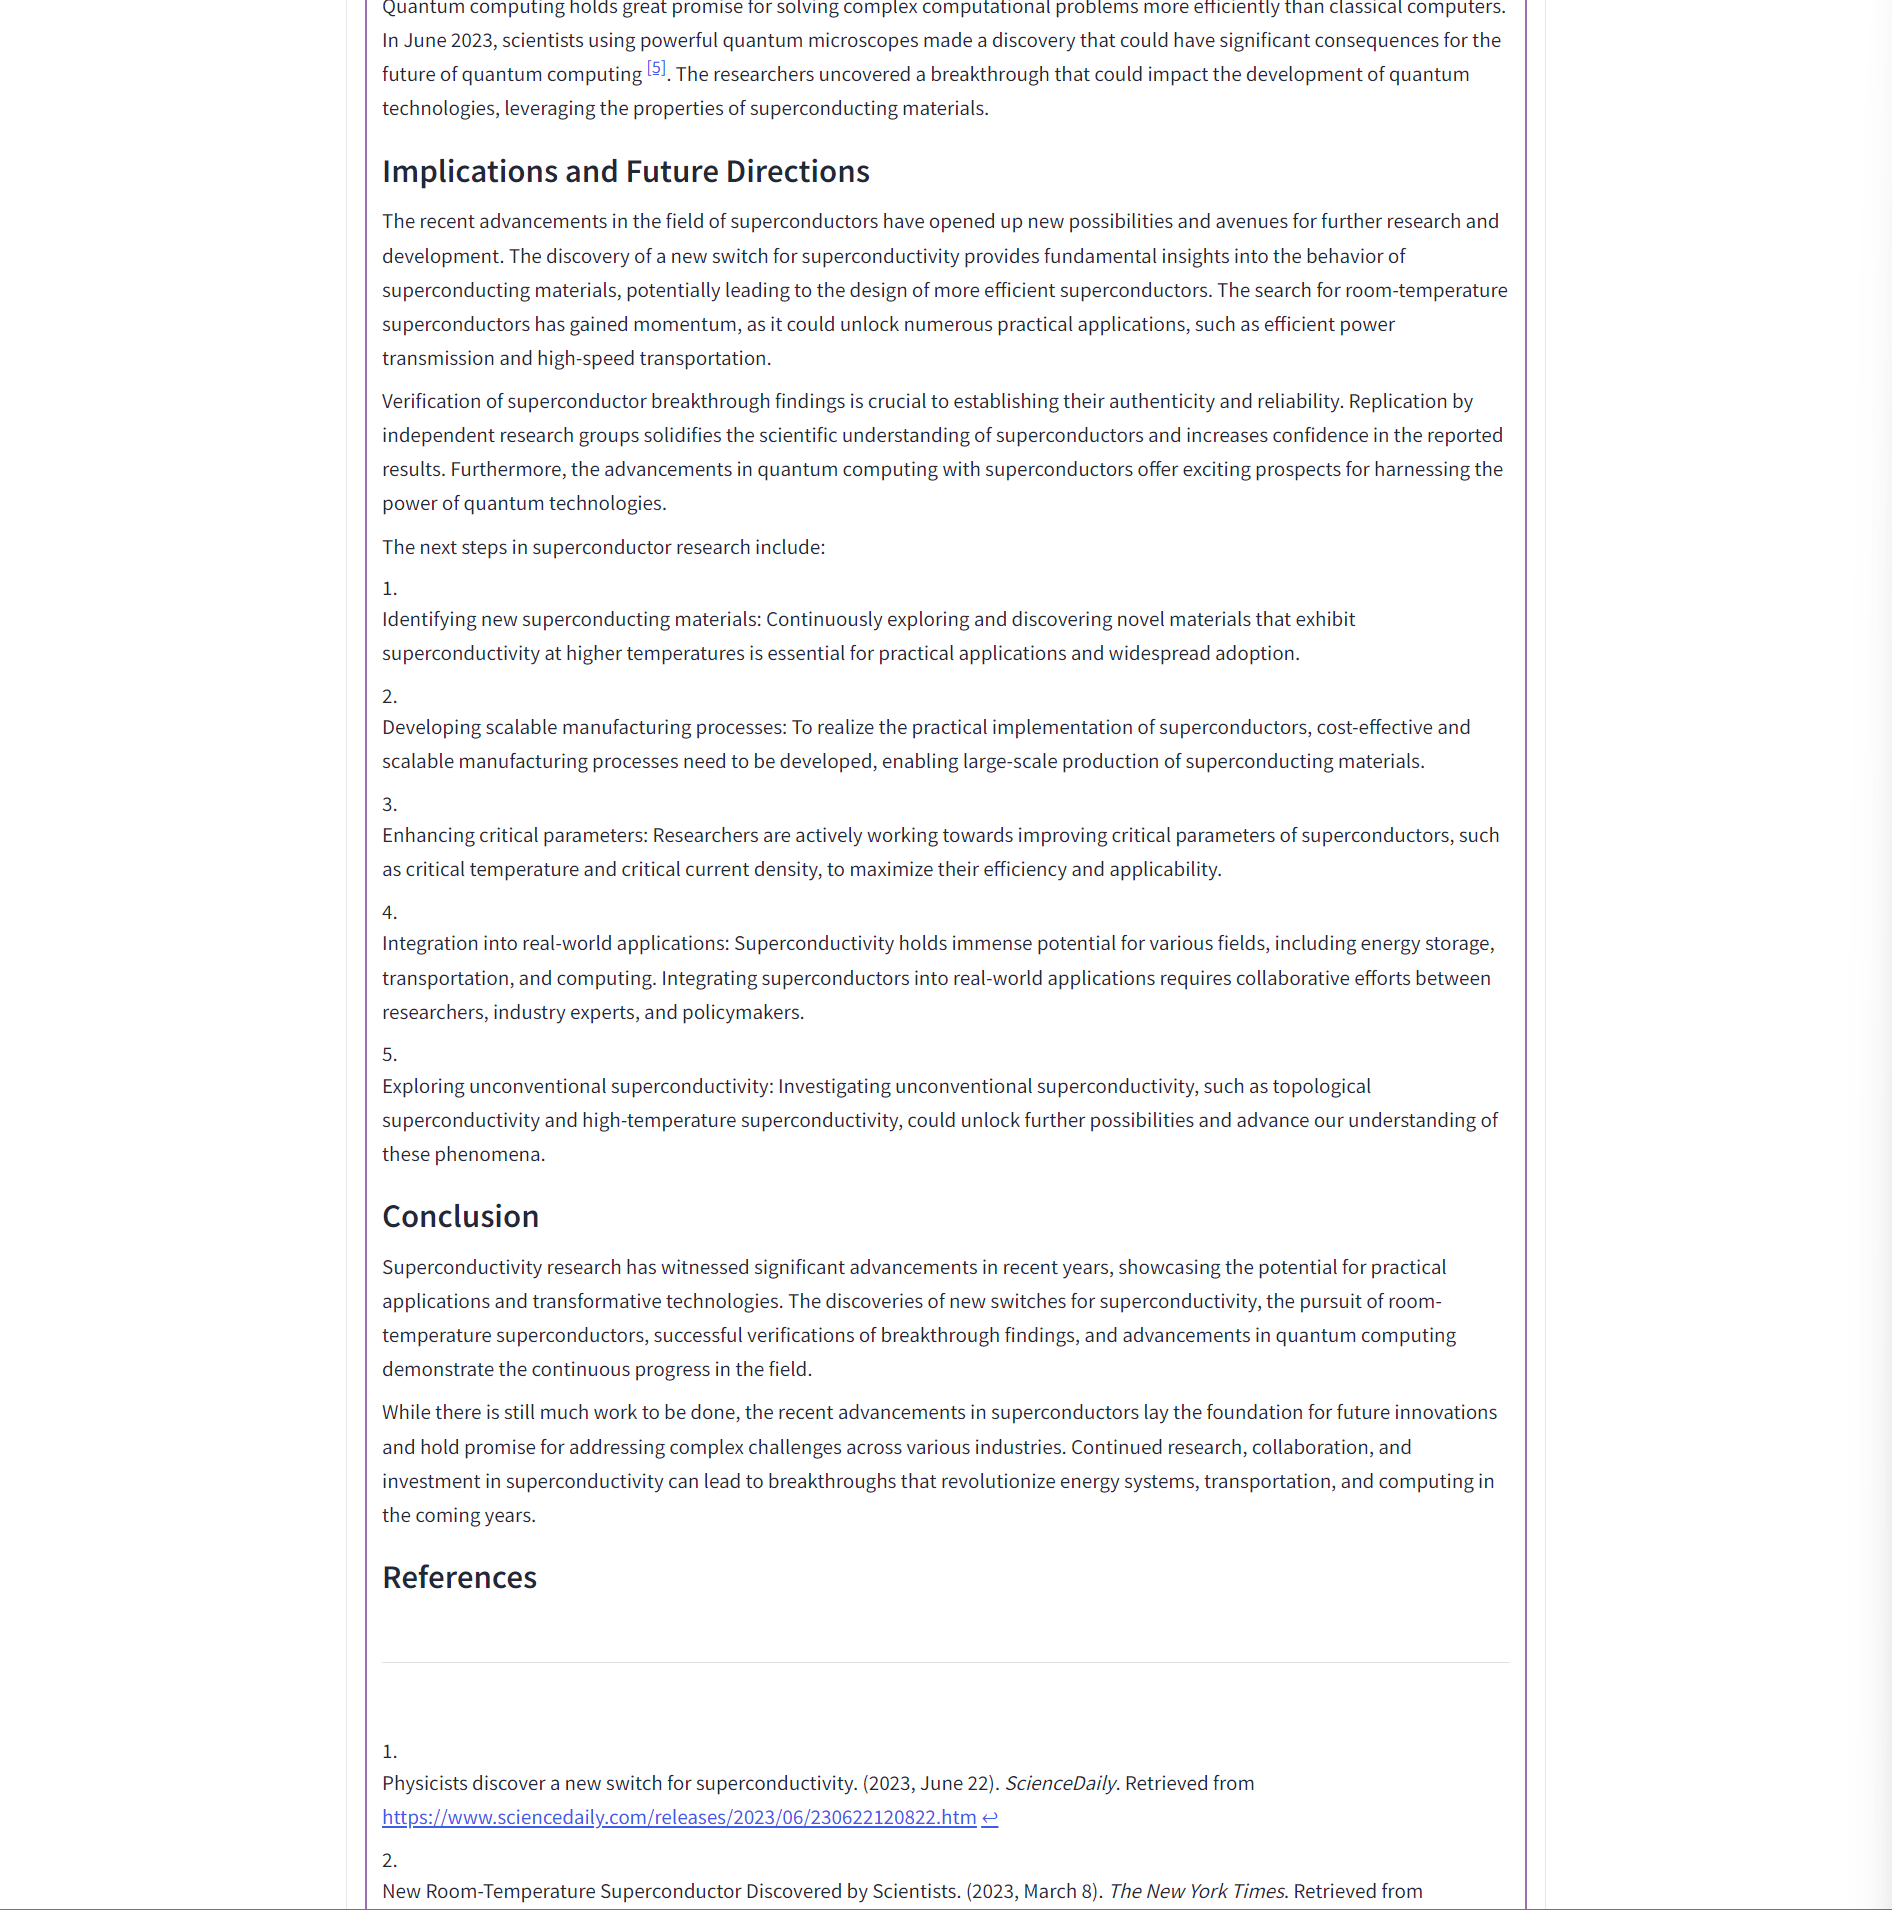 Quantum computing holds great promise for solving complex computational problems more efficiently than classical computers.
In June 2023, scientists using powerful quantum microscopes made a discovery that could have significant consequences for the
future of quantum computing [5]. The researchers uncovered a breakthrough that could impact the development of quantum
technologies, leveraging the properties of superconducting materials.
Implications and Future Directions
The recent advancements in the field of superconductors have opened up new possibilities and avenues for further research and
development. The discovery of a new switch for superconductivity provides fundamental insights into the behavior of
superconducting materials, potentially leading to the design of more efficient superconductors. The search for room-temperature
superconductors has gained momentum, as it could unlock numerous practical applications, such as efficient power
transmission and high-speed transportation.
Verification of superconductor breakthrough findings is crucial to establishing their authenticity and reliability. Replication by
independent research groups solidifies the scientific understanding of superconductors and increases confidence in the reported
results. Furthermore, the advancements in quantum computing with superconductors offer exciting prospects for harnessing the
power of quantum technologies.
The next steps in superconductor research include:
1.
Identifying new superconducting materials: Continuously exploring and discovering novel materials that exhibit
superconductivity at higher temperatures is essential for practical applications and widespread adoption.
2.
Developing scalable manufacturing processes: To realize the practical implementation of superconductors, cost-effective and
scalable manufacturing processes need to be developed, enabling large-scale production of superconducting materials.
3.
Enhancing critical parameters: Researchers are actively working towards improving critical parameters of superconductors, such
as critical temperature and critical current density, to maximize their efficiency and applicability.
4.
Integration into real-world applications: Superconductivity holds immense potential for various fields, including energy storage,
transportation, and computing. Integrating superconductors into real-world applications requires collaborative efforts between
researchers, industry experts, and policymakers.
5.
Exploring unconventional superconductivity: Investigating unconventional superconductivity, such as topological
superconductivity and high-temperature superconductivity, could unlock further possibilities and advance our understanding of
these phenomena.
Conclusion
Superconductivity research has witnessed significant advancements in recent years, showcasing the potential for practical
applications and transformative technologies. The discoveries of new switches for superconductivity, the pursuit of room-
temperature superconductors, successful verifications of breakthrough findings, and advancements in quantum computing
demonstrate the continuous progress in the field.
While there is still much work to be done, the recent advancements in superconductors lay the foundation for future innovations
and hold promise for addressing complex challenges across various industries. Continued research, collaboration, and
investment in superconductivity can lead to breakthroughs that revolutionize energy systems, transportation, and computing in
the coming years.
References
1.
Physicists discover a new switch for superconductivity. (2023, June 22). ScienceDaily. Retrieved from
https://www.sciencedaily.com/releases/2023/06/230622120822.htm ↩
2.
New Room-Temperature Superconductor Discovered by Scientists. (2023, March 8). The New York Times. Retrieved from